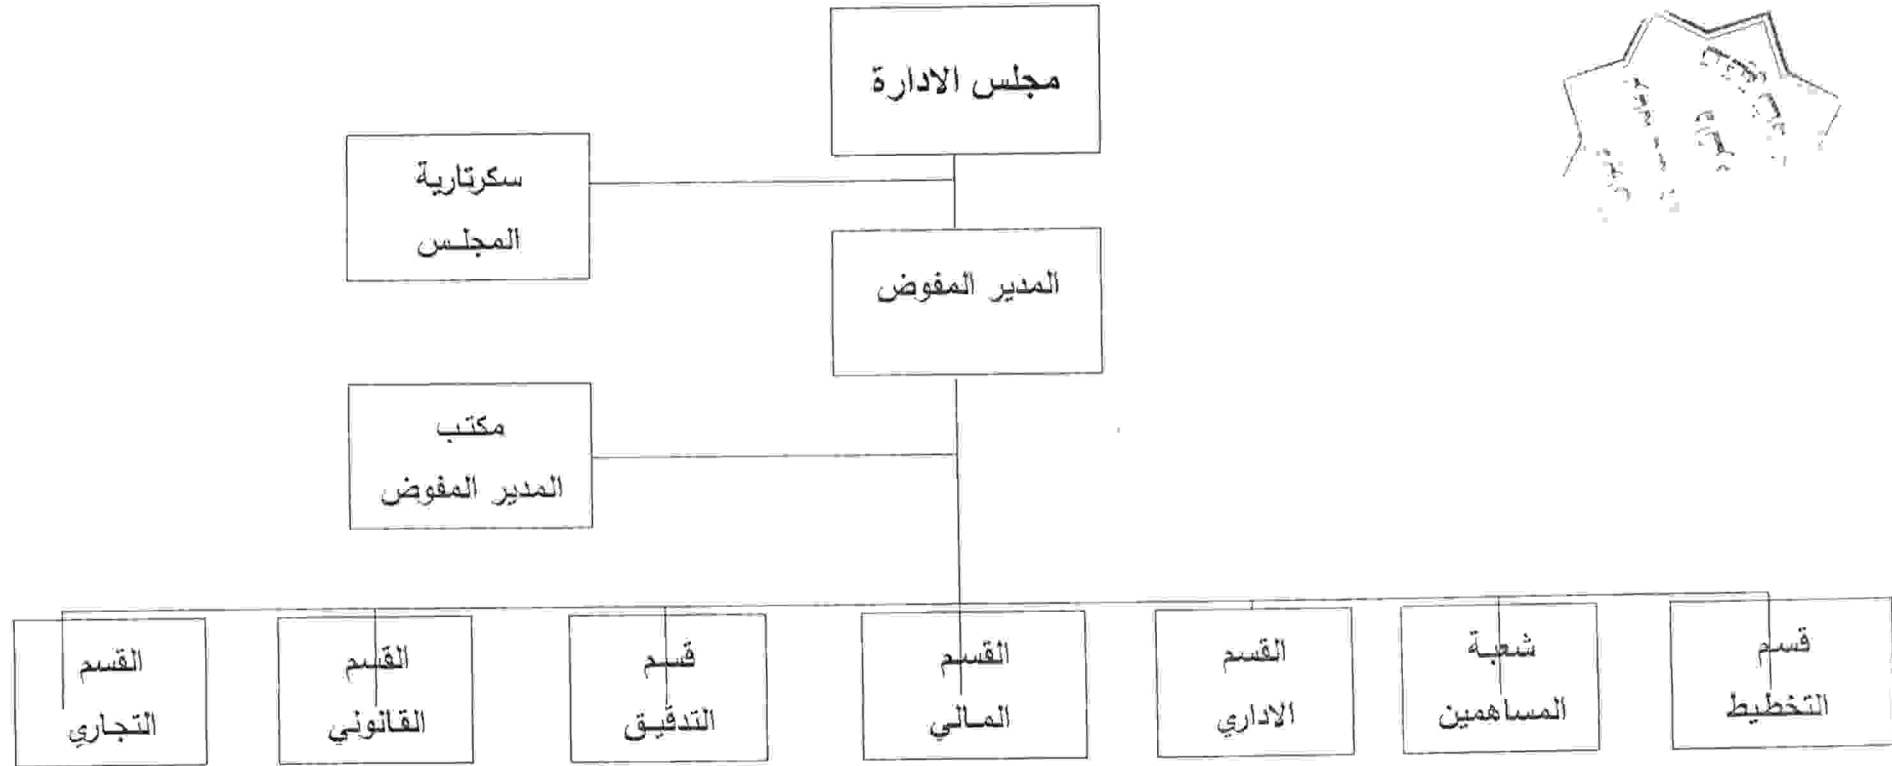 مجلس الادارة
سكرتارية
المجلس
المدير المفوض
مكتب
المدير المفوض
قسم
التخطيط
شعبة
المساهمين
القسم
الاداري
القسم
المالي
قسم
التدقيق
القسم
القانوني
القسم
التجاري